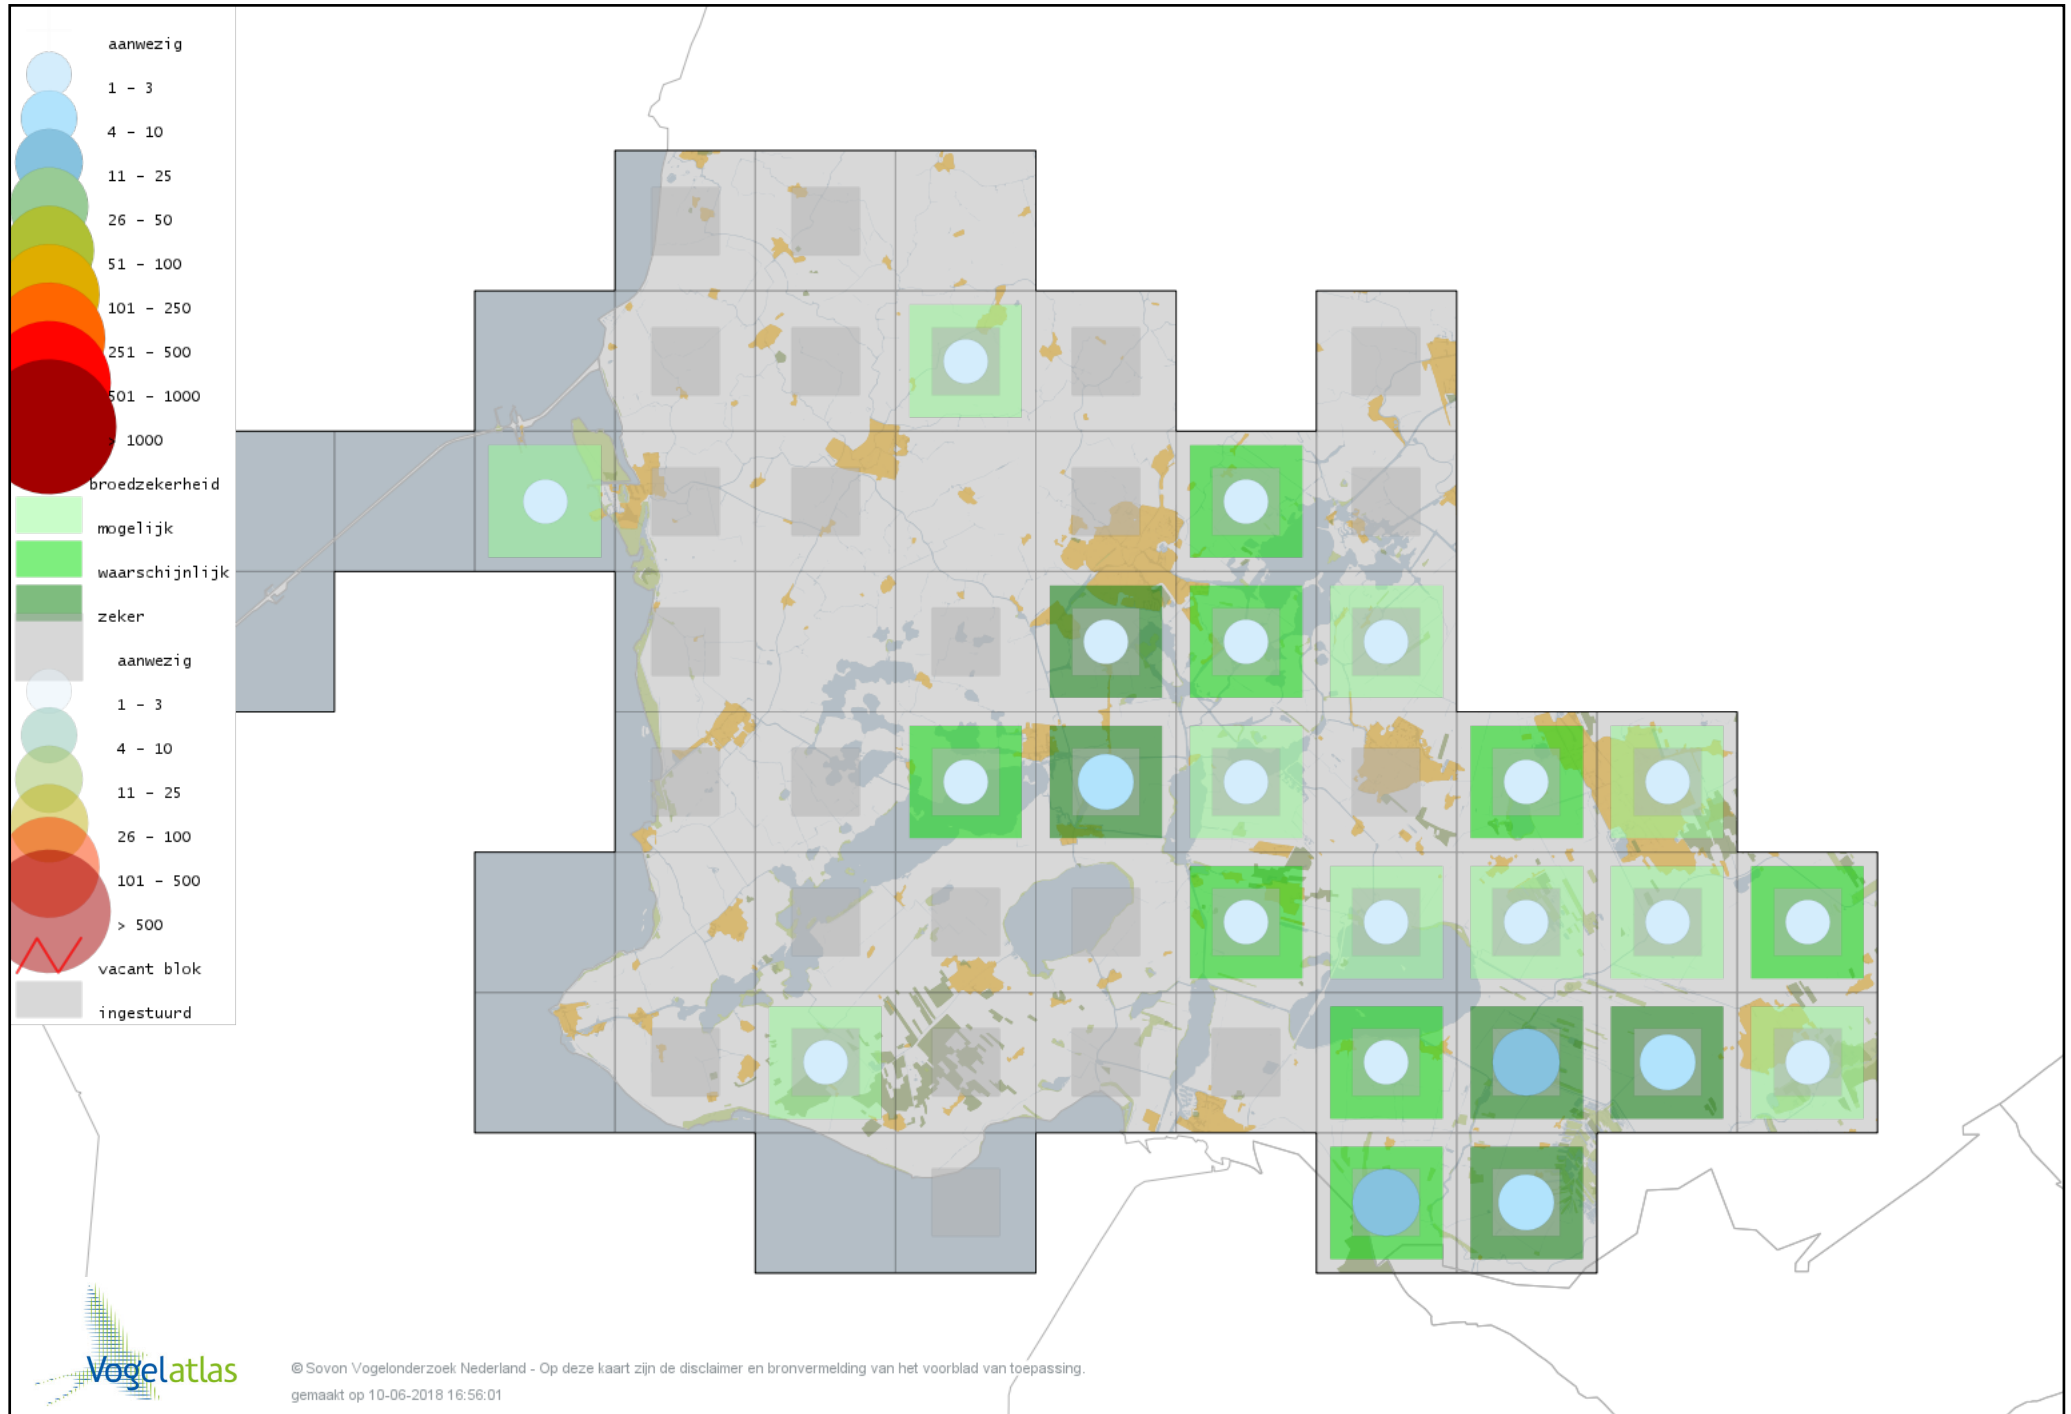 aanwezig
1 - 3
4 - 10
11 - 25
26 - 50
51 - 100
101 - 250
251 - 500
501 - 1000
> 1000
broedzekerheid
mogelijk
waarschijnlijk
zeker
aanwezig
1 - 3
4 - 10
11 - 25
26 - 100
101 - 500
> 500
vacant blok
ingestuurd
Vogelatlas
© Sovon Vogelonderzoek Nederland - Op deze kaart zijn de disclaimer en bronvermelding van het voorblad van toepassing.
gemaakt op 10-06-2018 16:56:01